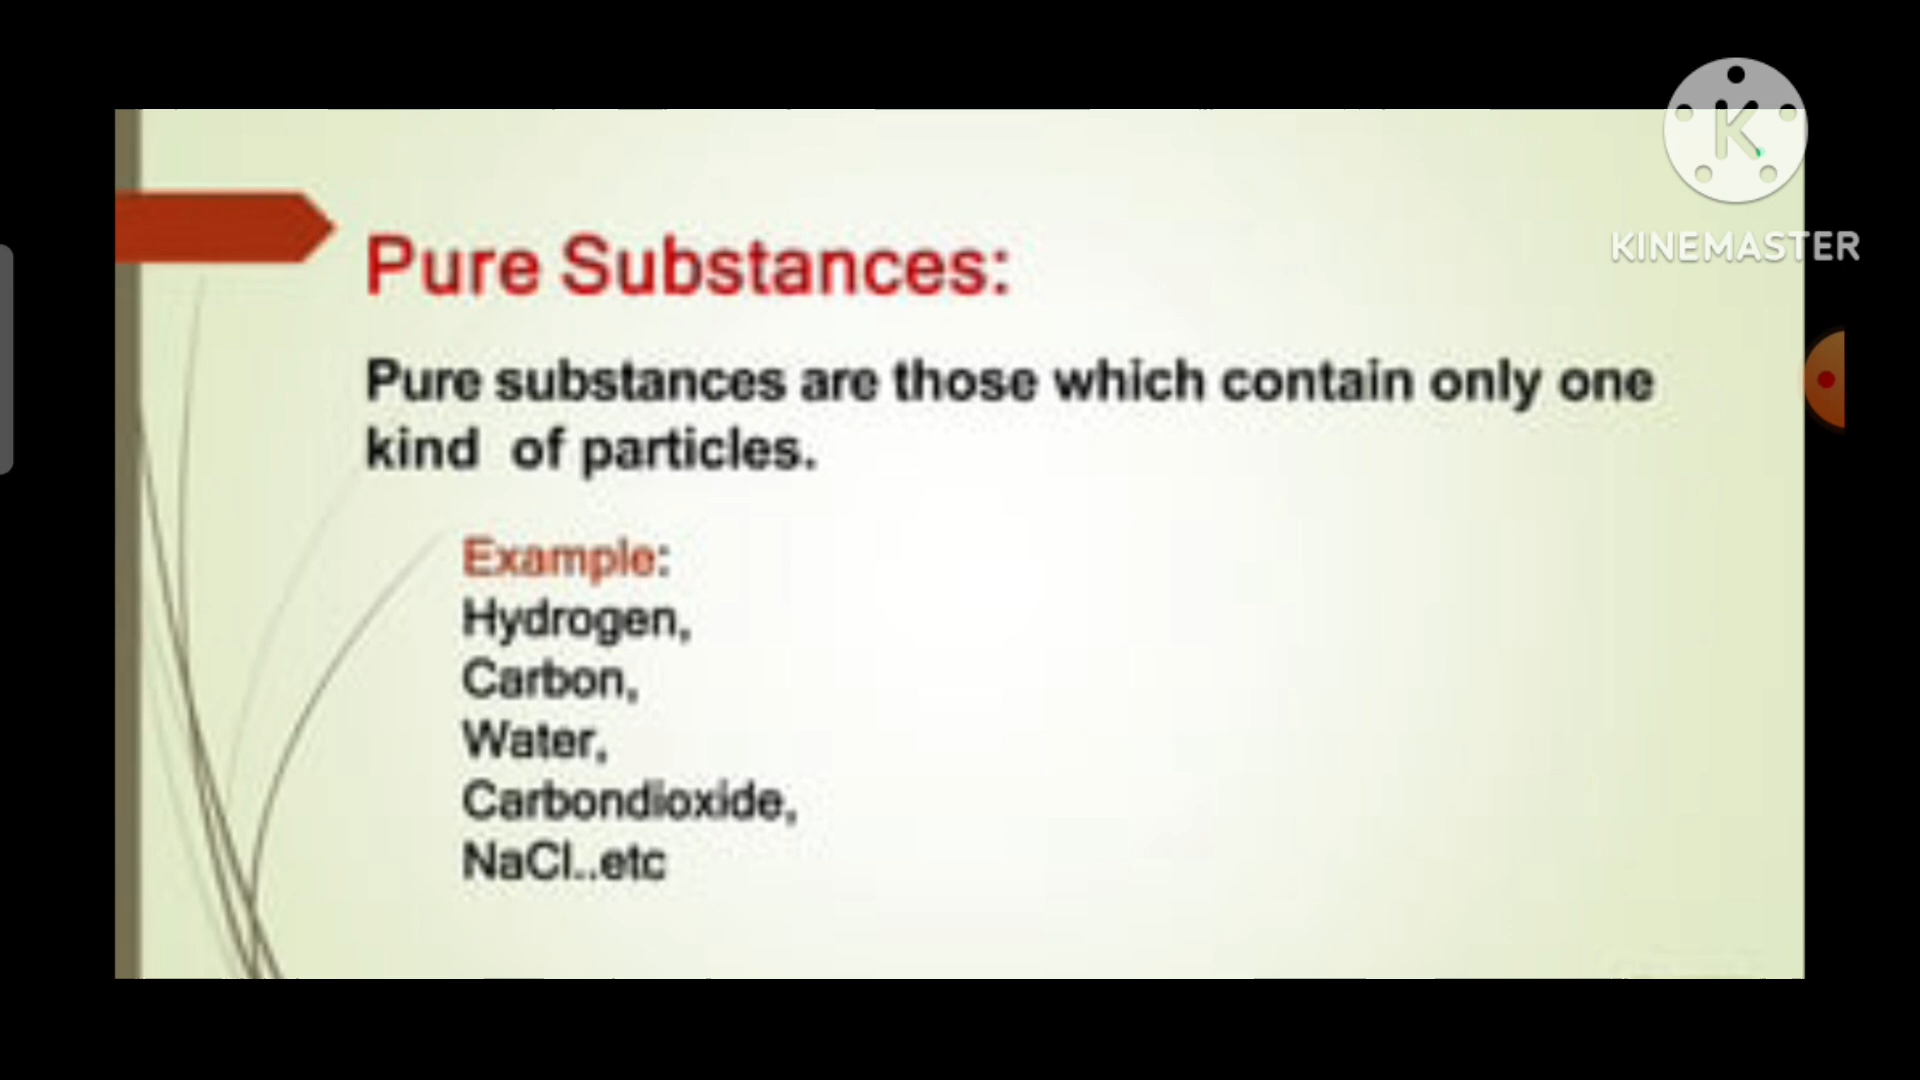 KINEMASTER
Pure Substances:
Pure substances are those which contain only one
kind of particles.
Example:
Hydrogen,
Carbon,
Water,
Carbondioxide,
NaCl..etc